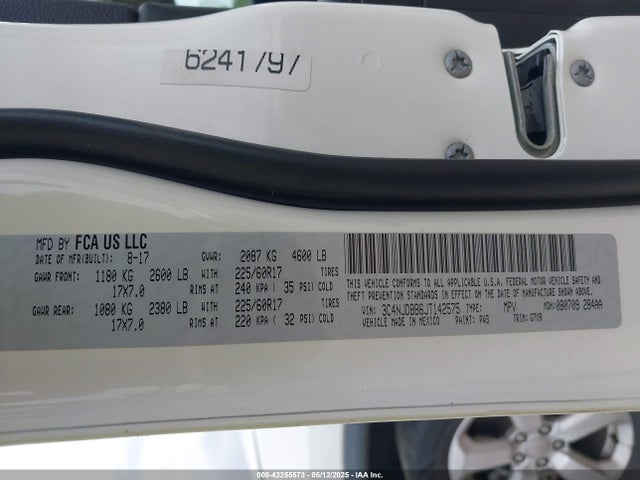 6241797
MFD BY FCA US LLC
DATE OF MFR(BUILT): 8-17 GVWR: 2087 KG 4600 LB
GAWR FRONT: 1180 KG 2600 LB WITH 225/60R17 TIRES
17X7.0 RIMS AT 240 KPA ( 35 PSI) COLD
GAWR REAR: 1080 KG 2380 LB WITH 225/60R17 TIRES
17X7.0 RIMS AT 220 KPA ( 32 PSI) COLD
THIS VEHICLE CONFORMS TO ALL APPLICABLE U.S.A. FEDERAL MOTOR VEHICLE
SAFETY, BUMPER, AND THEFT PREVENTION STANDARDS IN EFFECT ON
THE DATE OF MANUFACTURE SHOWN ABOVE.
VIN: 3C4NJDBB6JT142575 TYPE: MPV MDH: 080709 284AA
VEHICLE MADE IN MEXICO PAINT: PW3 TRIM:
000-42255573 - 05/12/2025 - IAA, Inc.